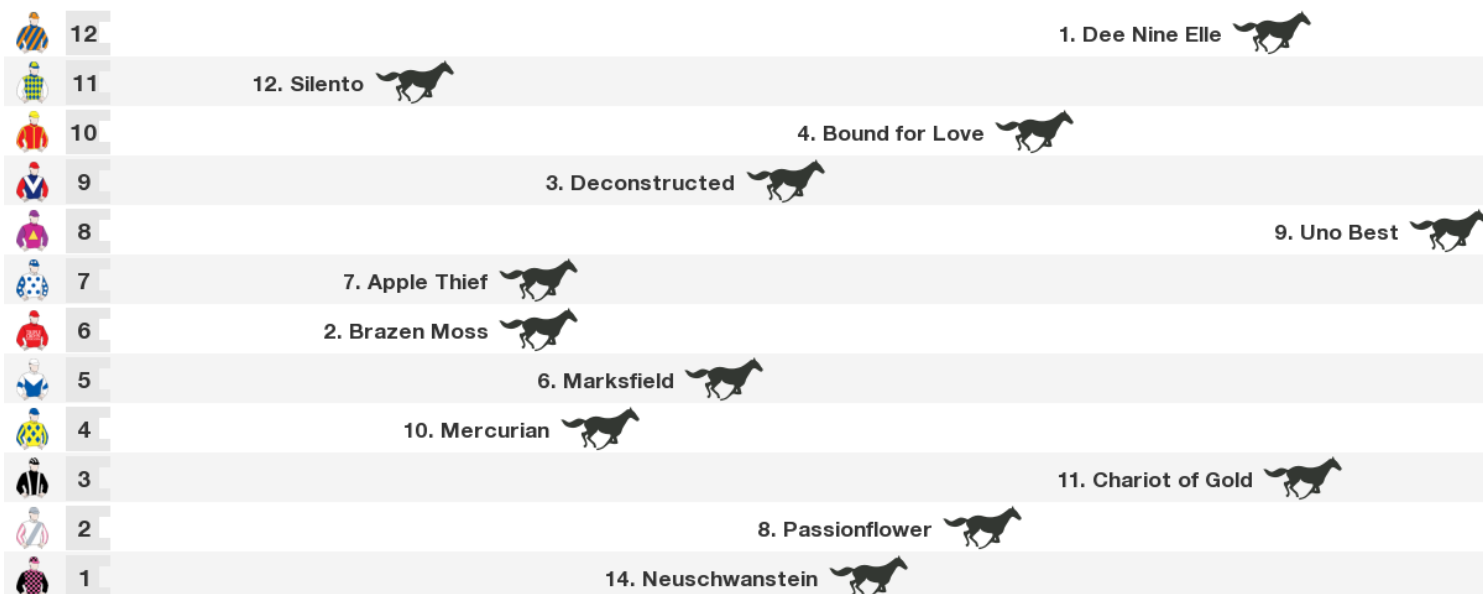 12 1. Dee Nine Elle
11 12. Silento
10 4. Bound for Love
9 3. Deconstructed
8 9. Uno Best
7 7. Apple Thief
6 2. Brazen Moss
5 6. Marksfield
4 10. Mercurian
3 11. Chariot of Gold
2 8. Passionflower
1 14. Neuschwanstein